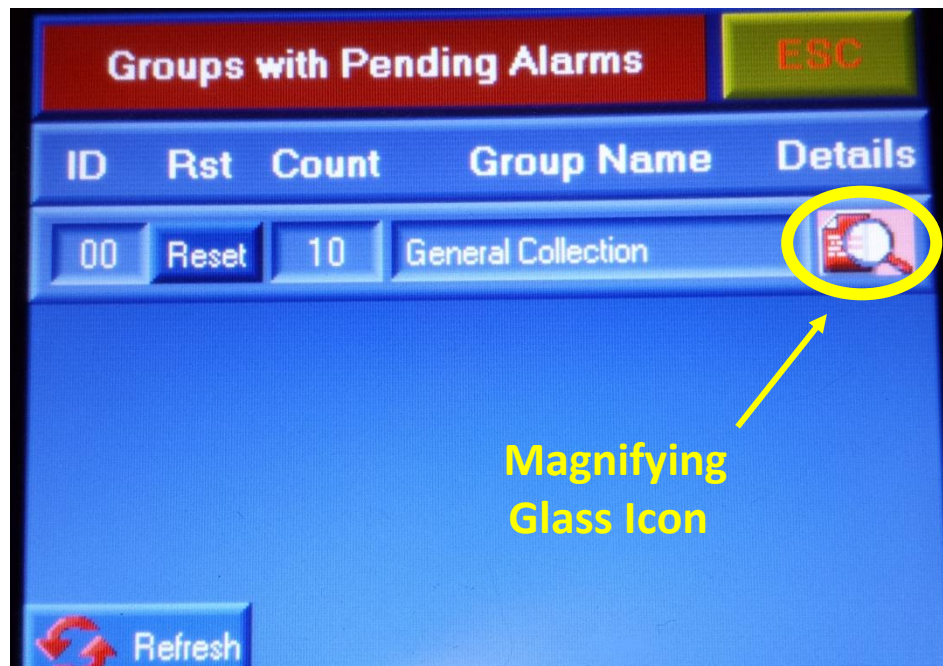 Groups with Pending Alarms ESC
ID Rst Count Group Name Details
00 Reset 10 General Collection
Magnifying
Glass Icon
Refresh